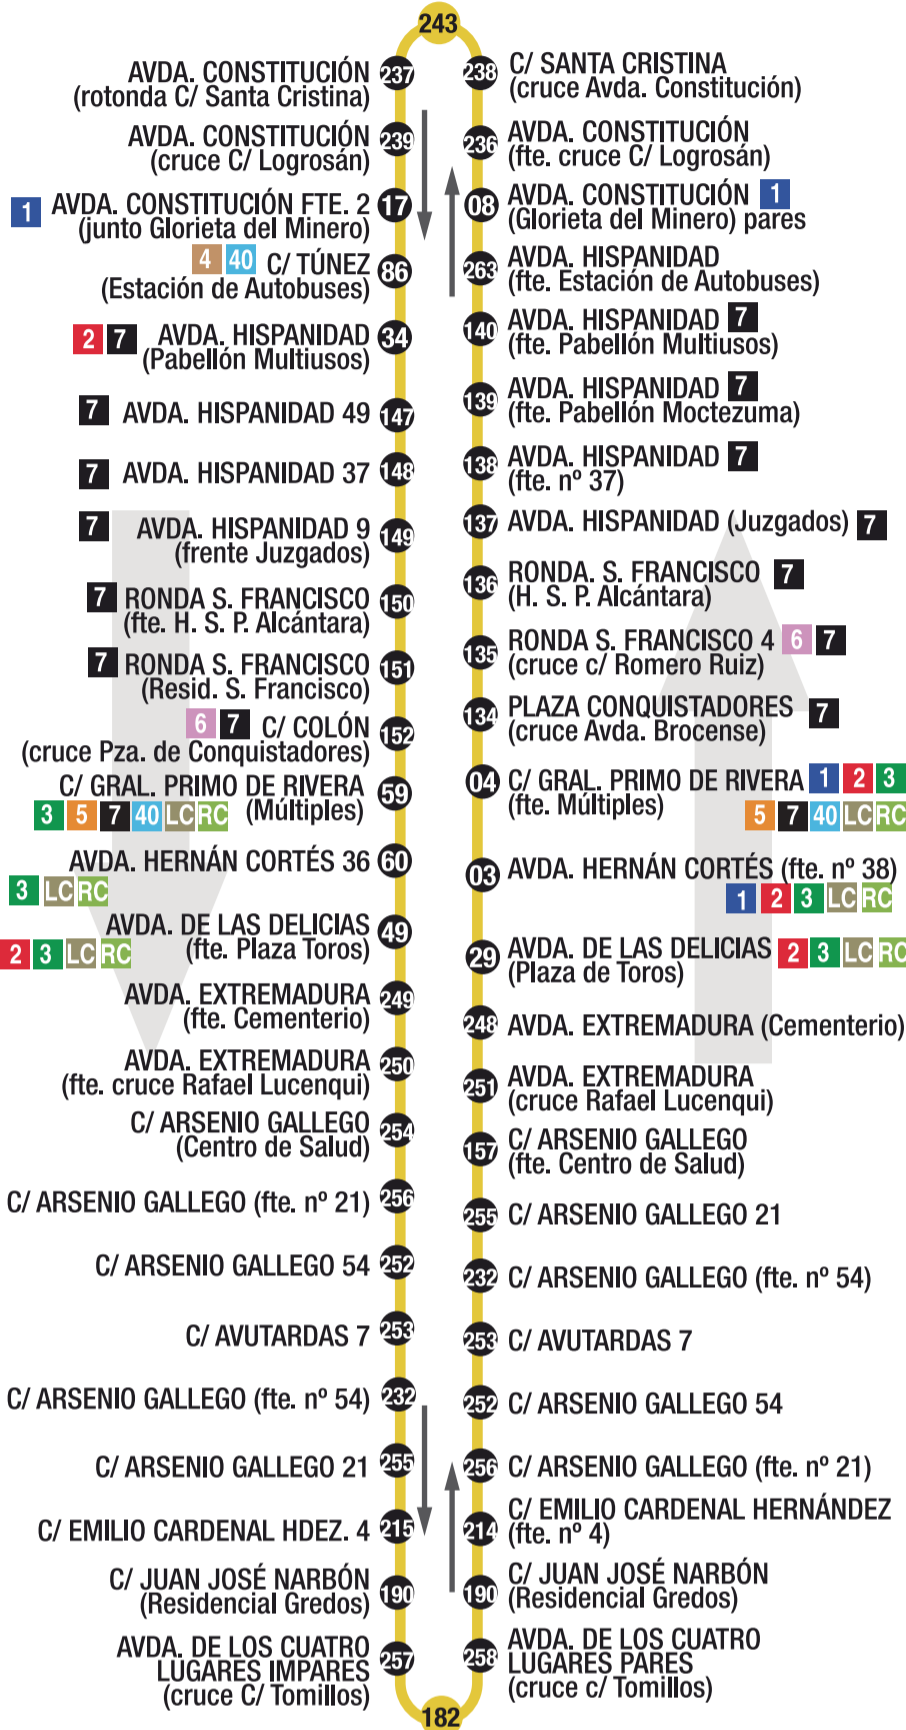 243
AVDA. CONSTITUCIÓN
(rotonda C/ Santa Cristina)
237
AVDA. CONSTITUCIÓN
(cruce C/ Logrosán)
239
1 AVDA. CONSTITUCIÓN FTE. 2
(junto Glorieta del Minero)
17
4 40 C/ TÚNEZ
(Estación de Autobuses)
86
2 7 AVDA. HISPANIDAD
(Pabellón Multiusos)
34
7 AVDA. HISPANIDAD 49
147
7 AVDA. HISPANIDAD 37
148
7 AVDA. HISPANIDAD 9
(frente Juzgados)
149
7 RONDA S. FRANCISCO
(fte. H. S. P. Alcántara)
150
7 RONDA S. FRANCISCO
(Resid. S. Francisco)
151
6 7 C/ COLÓN
(cruce Pza. de Conquistadores)
152
C/ GRAL. PRIMO DE RIVERA
3 5 7 40 LC RC (Múltiples)
59
AVDA. HERNÁN CORTÉS 36
60
3 LC RC
AVDA. DE LAS DELICIAS
2 3 LC RC (fte. Plaza Toros)
49
AVDA. EXTREMADURA
(fte. Cementerio)
249
AVDA. EXTREMADURA
(fte. cruce Rafael Lucenqui)
250
C/ ARSENIO GALLEGO
(Centro de Salud)
254
C/ ARSENIO GALLEGO (fte. nº 21)
256
C/ ARSENIO GALLEGO 54
252
C/ AVUTARDAS 7
253
C/ ARSENIO GALLEGO (fte. nº 54)
232
C/ ARSENIO GALLEGO 21
255
C/ EMILIO CARDENAL HDEZ. 4
215
C/ JUAN JOSÉ NARBÓN
(Residencial Gredos)
190
AVDA. DE LOS CUATRO
LUGARES IMPARES
(cruce C/ Tomillos)
257
238
C/ SANTA CRISTINA
(cruce Avda. Constitución)
236
AVDA. CONSTITUCIÓN
(fte. cruce C/ Logrosán)
08
AVDA. CONSTITUCIÓN 1
(Glorieta del Minero) pares
263
AVDA. HISPANIDAD
(fte. Estación de Autobuses)
140
AVDA. HISPANIDAD 7
(fte. Pabellón Multiusos)
139
AVDA. HISPANIDAD 7
(fte. Pabellón Moctezuma)
138
AVDA. HISPANIDAD 7
(fte. nº 37)
137
AVDA. HISPANIDAD (Juzgados) 7
136
RONDA. S. FRANCISCO 7
(H. S. P. Alcántara)
135
RONDA S. FRANCISCO 4 6 7
(cruce c/ Romero Ruiz)
134
PLAZA CONQUISTADORES 7
(cruce Avda. Brocense)
04
C/ GRAL. PRIMO DE RIVERA 1 2 3
(fte. Múltiples) 5 7 40 LC RC
03
AVDA. HERNÁN CORTÉS (fte. nº 38)
1 2 3 LC RC
29
AVDA. DE LAS DELICIAS 2 3 LC RC
(Plaza de Toros)
248
AVDA. EXTREMADURA (Cementerio)
251
AVDA. EXTREMADURA
(cruce Rafael Lucenqui)
157
C/ ARSENIO GALLEGO
(fte. Centro de Salud)
255
C/ ARSENIO GALLEGO 21
232
C/ ARSENIO GALLEGO (fte. nº 54)
253
C/ AVUTARDAS 7
252
C/ ARSENIO GALLEGO 54
256
C/ ARSENIO GALLEGO (fte. nº 21)
214
C/ EMILIO CARDENAL HERNÁNDEZ
(fte. nº 4)
190
C/ JUAN JOSÉ NARBÓN
(Residencial Gredos)
258
AVDA. DE LOS CUATRO
LUGARES PARES
(cruce c/ Tomillos)
182